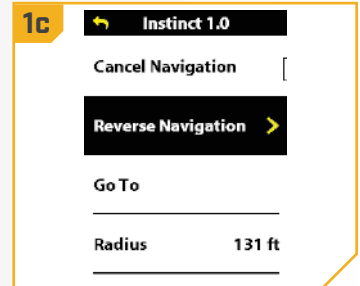 1c
Instinct 1.0
Cancel Navigation
Reverse Navigation
Go To
Radius 131 ft